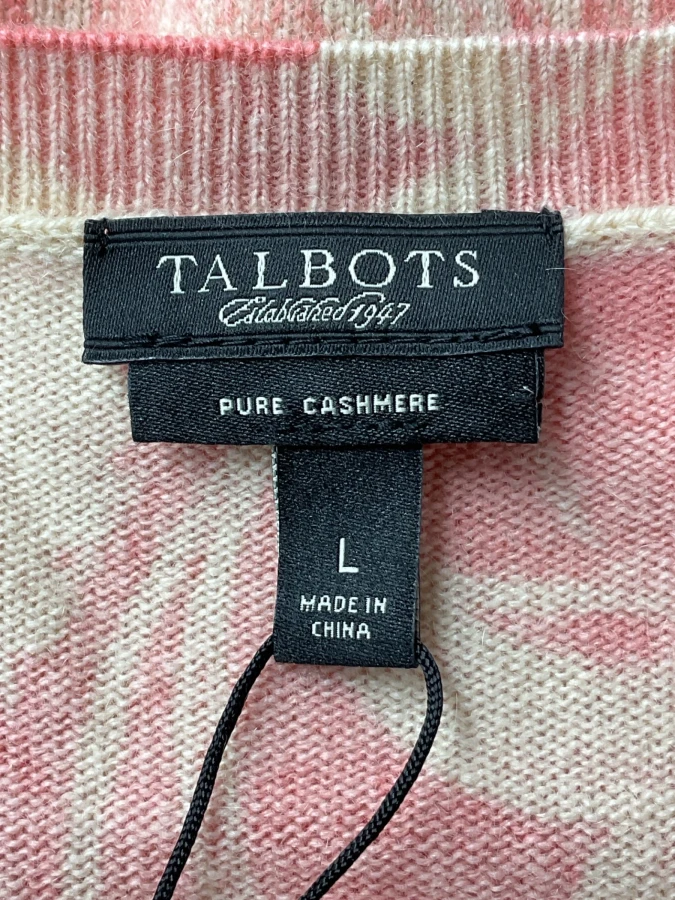 TALBOTS
Established 1947
PURE CASHMERE
L
MADE IN
CHINA